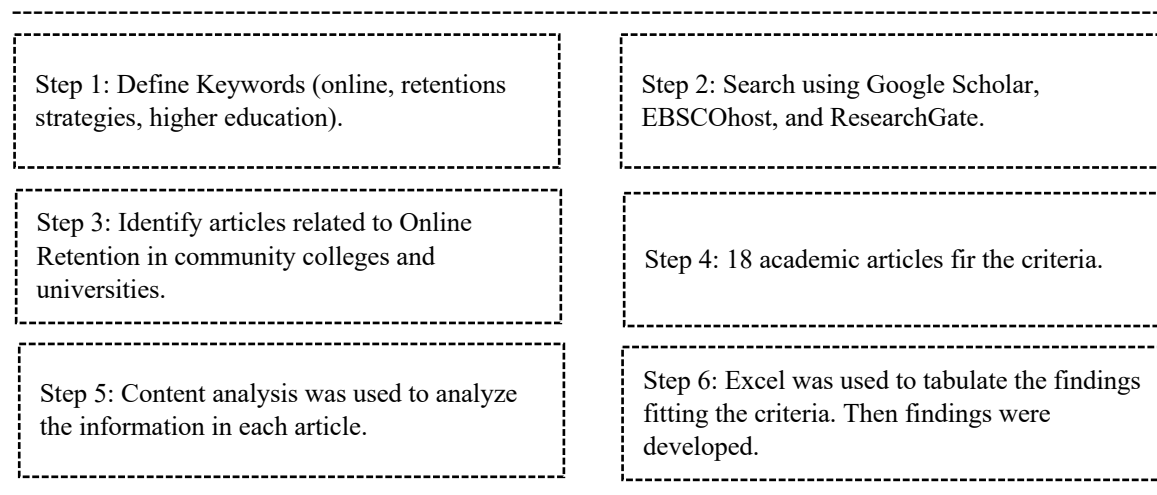 Step 1: Define Keywords (online, retentions
strategies, higher education).
Step 2: Search using Google Scholar,
EBSCOhost, and ResearchGate.
Step 3: Identify articles related to Online
Retention in community colleges and
universities.
Step 4: 18 academic articles fir the criteria.
Step 5: Content analysis was used to analyze
the information in each article.
Step 6: Excel was used to tabulate the findings
fitting the criteria. Then findings were
developed.